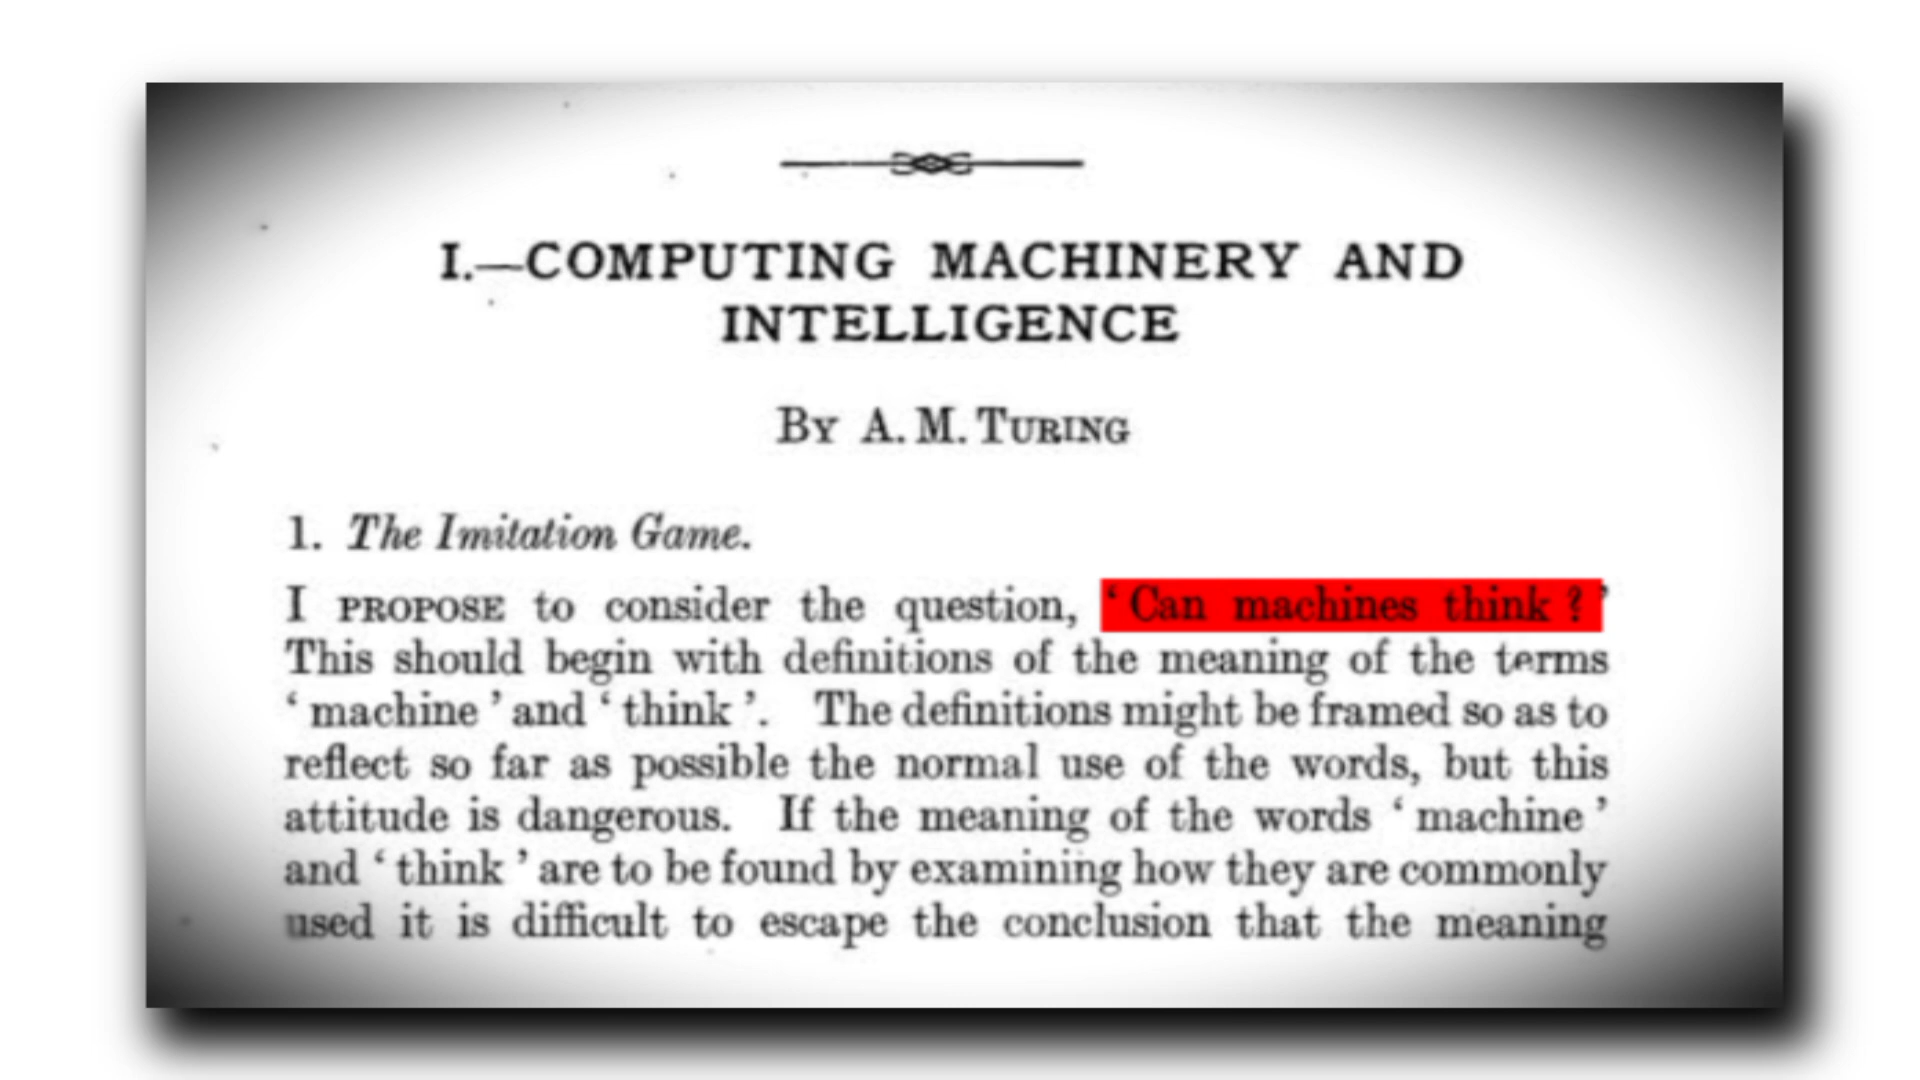 I.—COMPUTING MACHINERY AND
INTELLIGENCE
BY A. M. TURING
1. The Imitation Game.
I PROPOSE to consider the question, ‘ Can machines think ? ’
This should begin with definitions of the meaning of the terms
‘ machine ’ and ‘ think ’. The definitions might be framed so as to
reflect so far as possible the normal use of the words, but this
attitude is dangerous. If the meaning of the words ‘ machine ’
and ‘ think ’ are to be found by examining how they are commonly
used it is difficult to escape the conclusion that the meaning